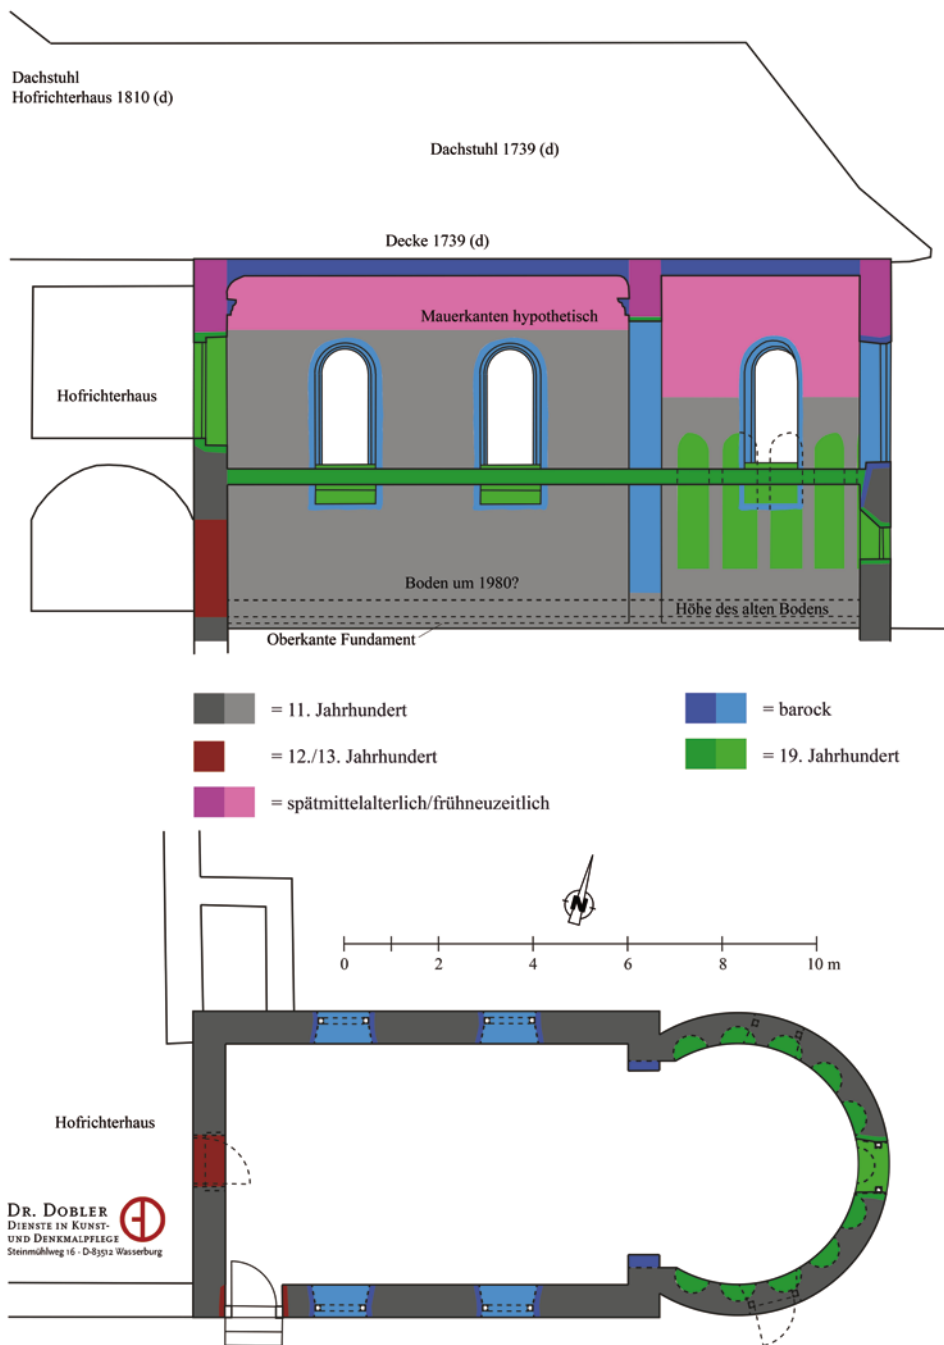 Dachstuhl
Hofrichterhaus 1810 (d)
Dachstuhl 1739 (d)
Decke 1739 (d)
Mauerkanten hypothetisch
Hofrichterhaus
Boden um 1980?
Höhe des alten Bodens
Oberkante Fundament
= 11. Jahrhundert
= barock
= 12./13. Jahrhundert
= 19. Jahrhundert
= spätmittelalterlich/frühneuzeitlich
N
0 2 4 6 8 10 m
Hofrichterhaus
DR. DOBLER
DIENSTE IN KUNST-
UND DENKMALPFLEGE
Steinmühlweg 16 - D-83512 Wasserburg